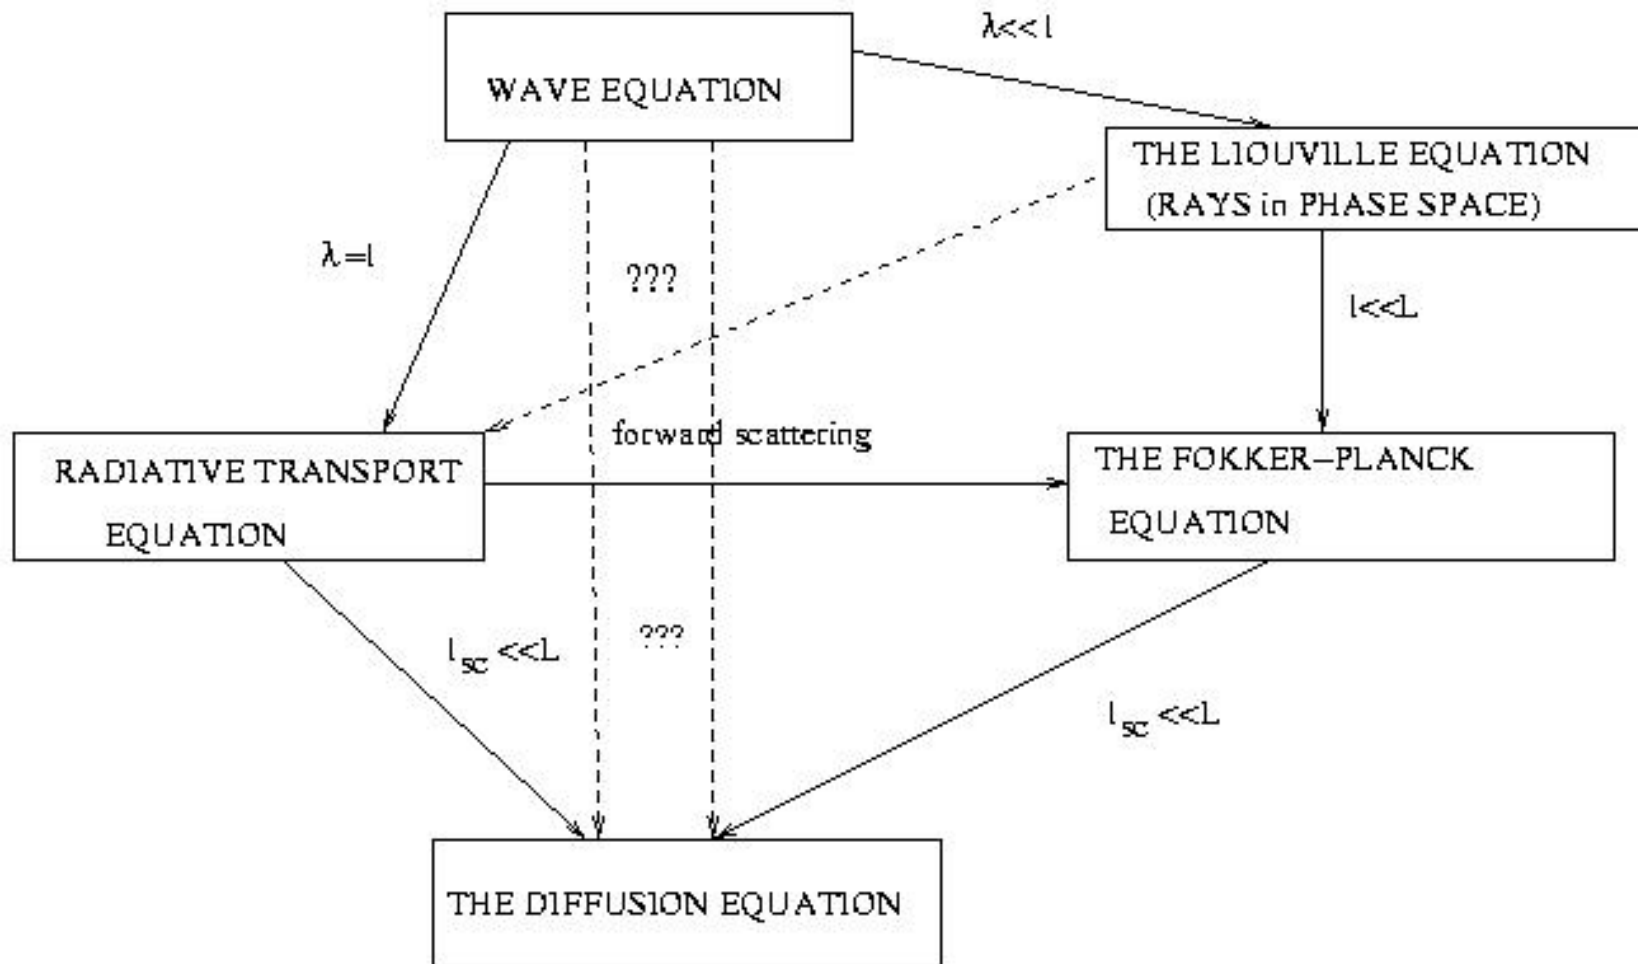 λ<<l
WAVE EQUATION
THE LIOUVILLE EQUATION
(RAYS in PHASE SPACE)
λ=l
???
l<<L
forward scattering
RADIATIVE TRANSPORT
EQUATION
THE FOKKER–PLANCK
EQUATION
l_sc <<L
???
l_sc <<L
THE DIFFUSION EQUATION